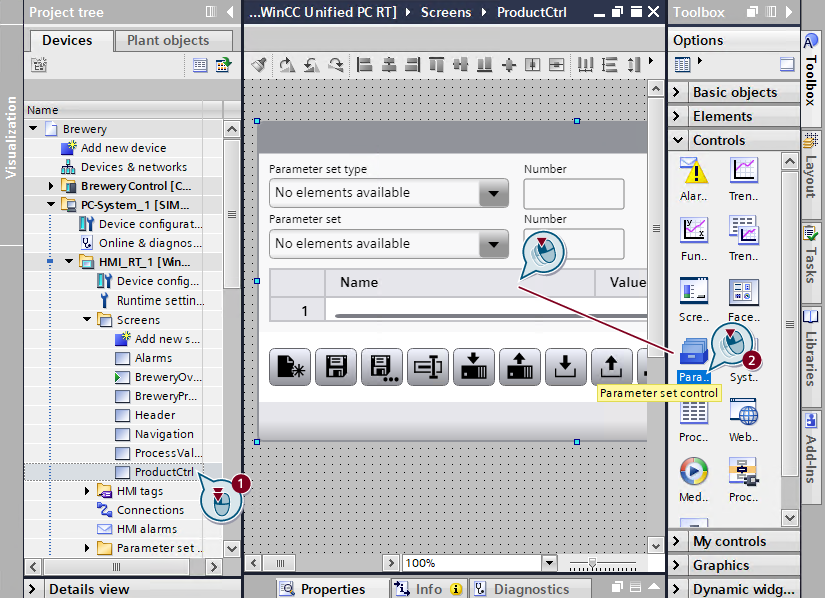 Project tree
Devices
Plant objects
Visualization
Name
Brewery
Add new device
Devices & networks
Brewery Control [C...
PC-System_1 [SIM...
Device configurat...
Online & diagnos...
HMI_RT_1 [Win...
Device config...
Runtime settin...
Screens
Add new s...
Alarms
BreweryOv...
BreweryPr...
Header
Navigation
ProcessVal...
ProductCtrl
1
HMI tags
Connections
HMI alarms
Parameter set ..
Details view
...WinCC Unified PC RT]
Screens
ProductCtrl
Parameter set type
Number
No elements available
Parameter set
Number
No elements available
Name
Value
1
Parameter set control
100%
Properties
Info
Diagnostics
Toolbox
Options
Basic objects
Elements
Controls
Alar..
Tren..
Fun..
Tren..
Scre..
Face..
2
Para..
Syst..
Proc..
Web..
Med..
Proc..
My controls
Graphics
Dynamic widg...
Toolbox
Layout
Tasks
Libraries
Add-Ins